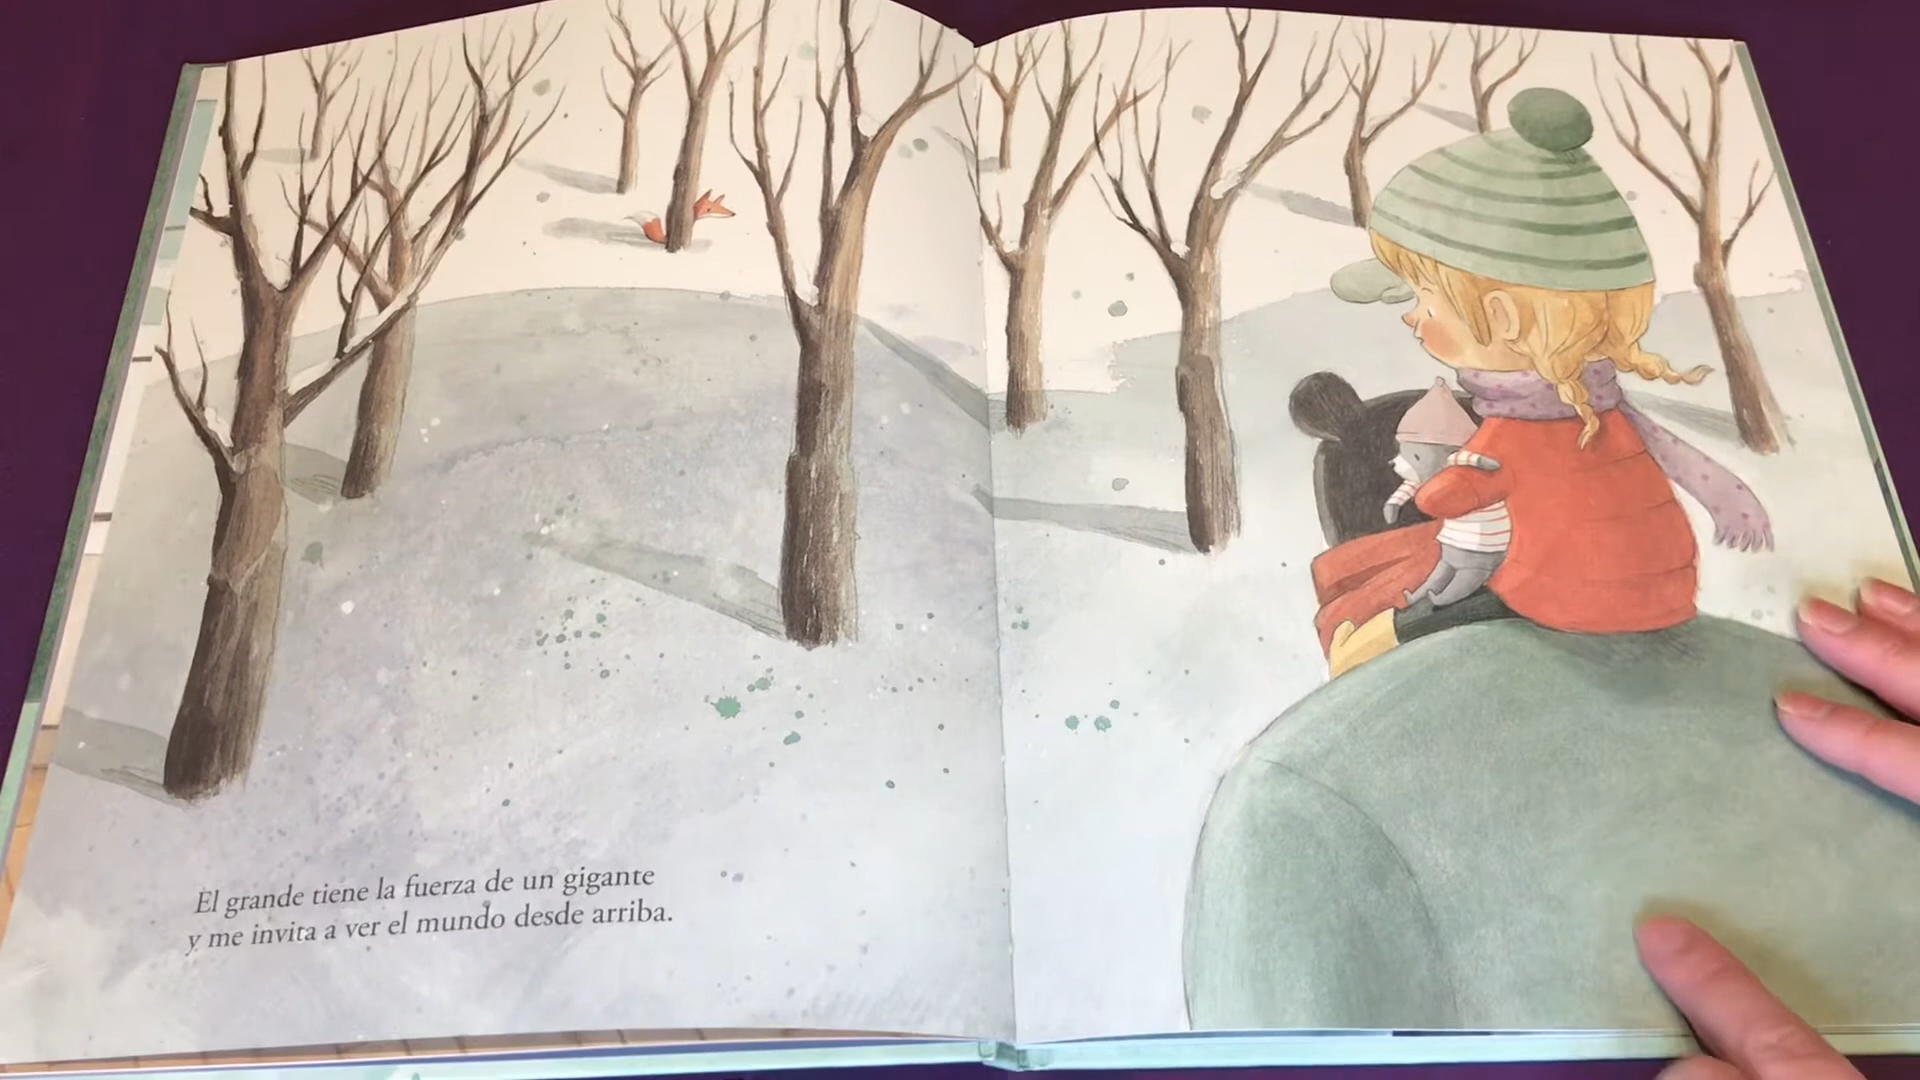 El grande tiene la fuerza de un gigante
y me invita a ver el mundo desde arriba.